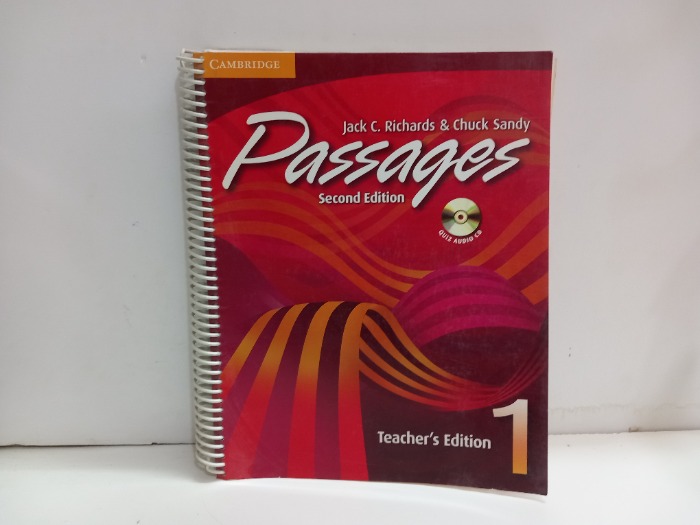 CAMBRIDGE
Jack C. Richards & Chuck Sandy
Passages
Second Edition
QUIZ AUDIO CD
Teacher's Edition 1